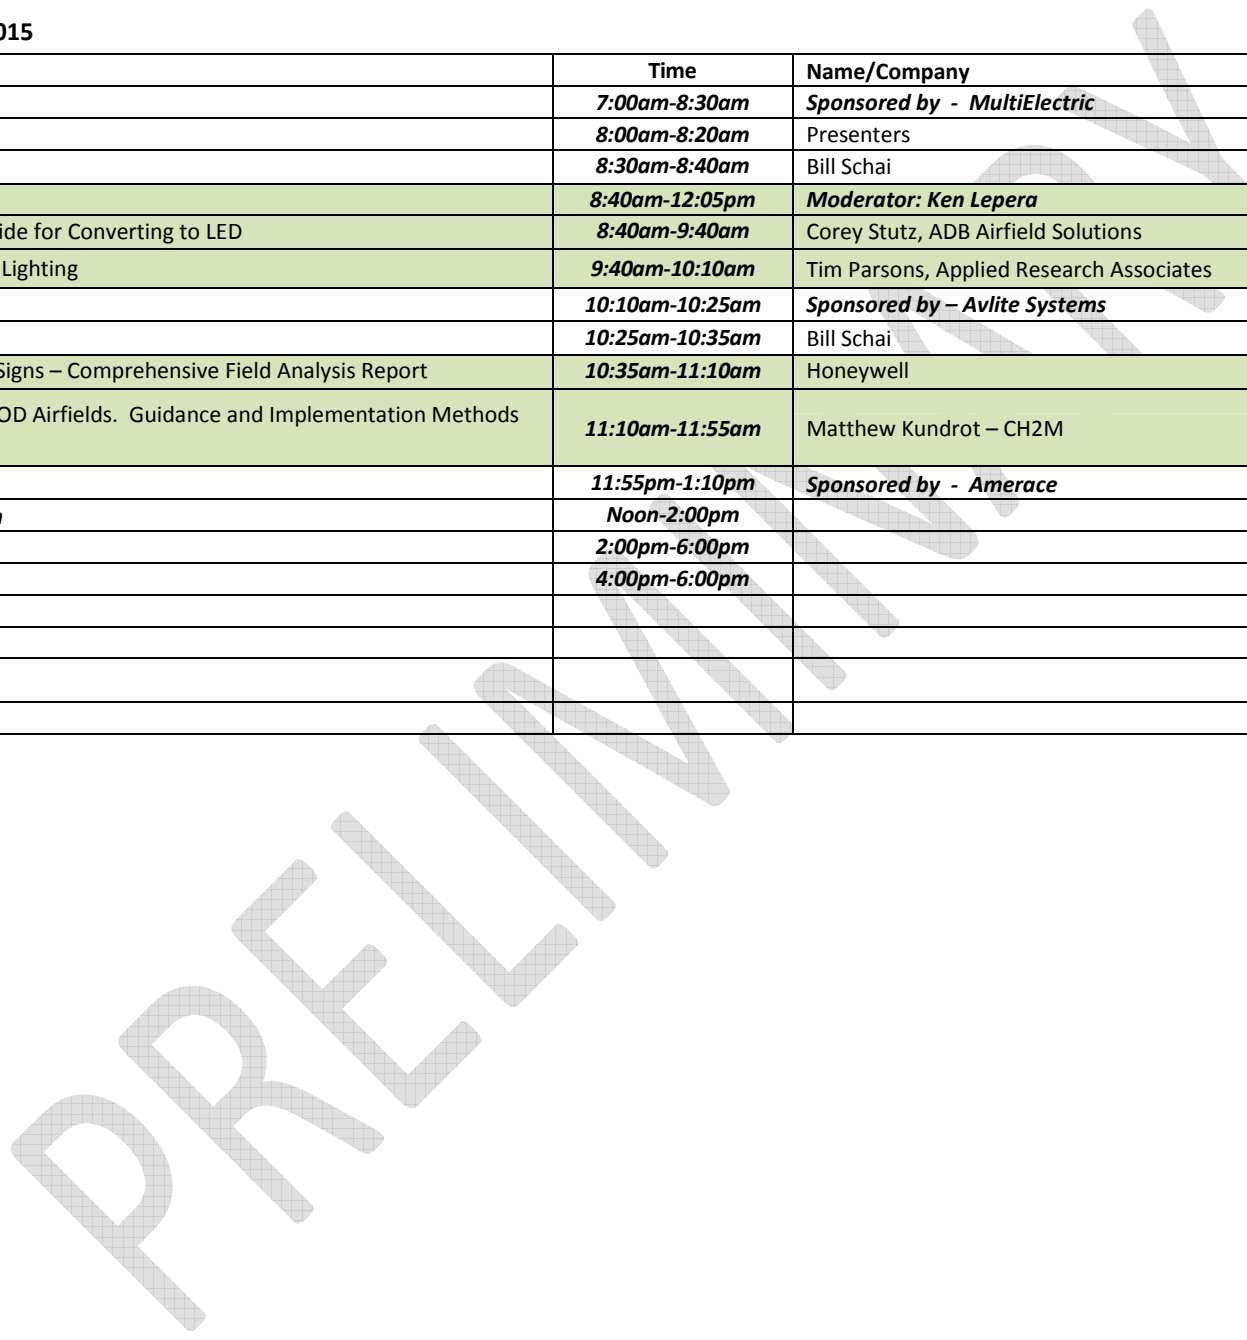 015
Time Name/Company
7:00am-8:30am Sponsored by - MultiElectric
8:00am-8:20am Presenters
8:30am-8:40am Bill Schai
8:40am-12:05pm Moderator: Ken Lepera
ide for Converting to LED 8:40am-9:40am Corey Stutz, ADB Airfield Solutions
Lighting 9:40am-10:10am Tim Parsons, Applied Research Associates
10:10am-10:25am Sponsored by – Avlite Systems
10:25am-10:35am Bill Schai
Signs – Comprehensive Field Analysis Report 10:35am-11:10am Honeywell
OD Airfields. Guidance and Implementation Methods 11:10am-11:55am Matthew Kundrot – CH2M
11:55pm-1:10pm Sponsored by - Amerace
Noon-2:00pm
2:00pm-6:00pm
4:00pm-6:00pm
PRELIMINARY